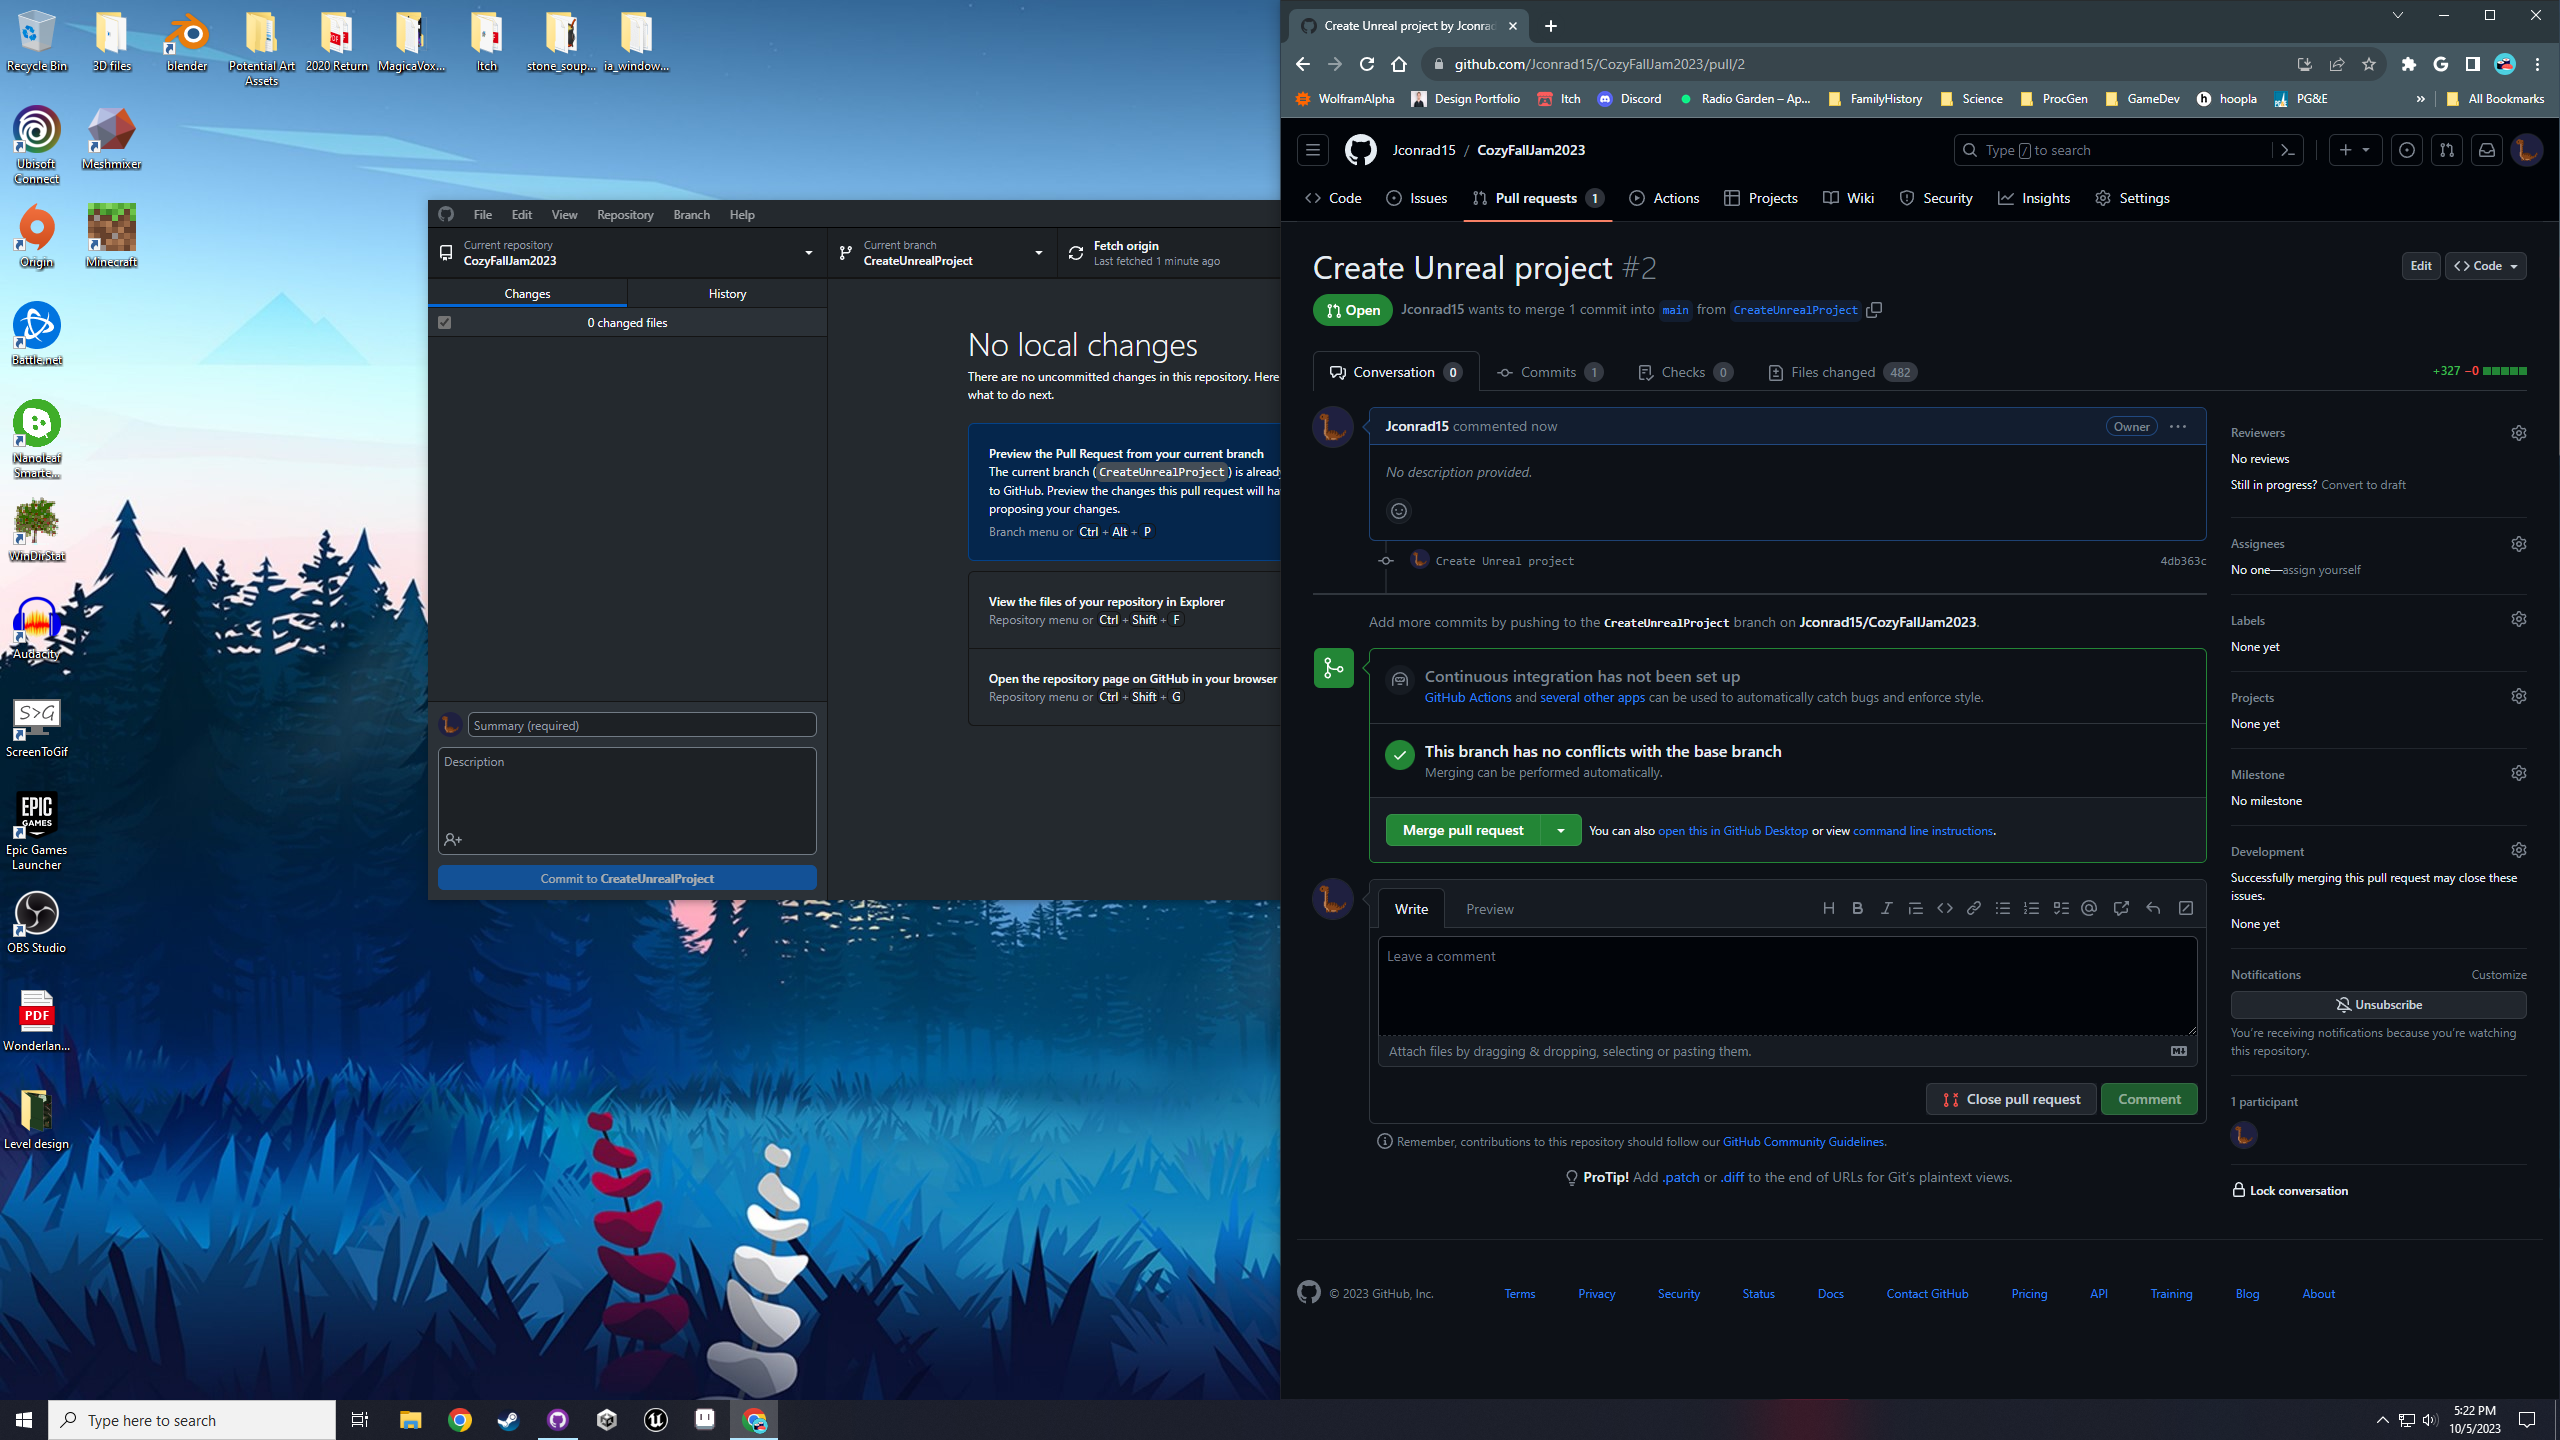 Recycle Bin
3D files
blender
Potential Art Assets
2020 Return
MagicaVox...
Itch
stone_soup...
ia_window...
Ubisoft Connect
Meshmixer
Origin
Minecraft
Battle.net
Nanoleaf Smarte...
WinDirStat
Audacity
S>G
ScreenToGif
EPIC GAMES
Epic Games Launcher
OBS Studio
PDF
Wonderlan...
Level design
File Edit View Repository Branch Help
Current repository
CozyFallJam2023
Current branch
CreateUnrealProject
Fetch origin
Last fetched 1 minute ago
Changes
History
0 changed files
No local changes
There are no uncommitted changes in this repository. Here
what to do next.
Preview the Pull Request from your current branch
The current branch (CreateUnrealProject) is already
to GitHub. Preview the changes this pull request will ha
proposing your changes.
Branch menu or Ctrl + Alt + P
View the files of your repository in Explorer
Repository menu or Ctrl + Shift + F
Open the repository page on GitHub in your browser
Repository menu or Ctrl + Shift + G
Summary (required)
Description
Commit to CreateUnrealProject
Create Unreal project by Jconrad
github.com/Jconrad15/CozyFallJam2023/pull/2
WolframAlpha Design Portfolio Itch Discord Radio Garden – Ap... FamilyHistory Science ProcGen GameDev hoopla PG&E » All Bookmarks
Jconrad15 / CozyFallJam2023
Type / to search
Code Issues Pull requests 1 Actions Projects Wiki Security Insights Settings
Create Unreal project #2
Edit
<> Code
Open
Jconrad15 wants to merge 1 commit into main from CreateUnrealProject
Conversation 0
Commits 1
Checks 0
Files changed 482
+327 −0
Jconrad15 commented now
Owner
No description provided.
Create Unreal project
4db363c
Add more commits by pushing to the CreateUnrealProject branch on Jconrad15/CozyFallJam2023.
Continuous integration has not been set up
GitHub Actions and several other apps can be used to automatically catch bugs and enforce style.
This branch has no conflicts with the base branch
Merging can be performed automatically.
Merge pull request
You can also open this in GitHub Desktop or view command line instructions.
Write
Preview
Leave a comment
Attach files by dragging & dropping, selecting or pasting them.
Close pull request
Comment
Remember, contributions to this repository should follow our GitHub Community Guidelines.
ProTip! Add .patch or .diff to the end of URLs for Git's plaintext views.
Reviewers
No reviews
Still in progress? Convert to draft
Assignees
No one—assign yourself
Labels
None yet
Projects
None yet
Milestone
No milestone
Development
Successfully merging this pull request may close these
issues.
None yet
Notifications
Customize
Unsubscribe
You're receiving notifications because you're watching
this repository.
1 participant
Lock conversation
© 2023 GitHub, Inc.
Terms Privacy Security Status Docs Contact GitHub Pricing API Training Blog About
Type here to search
5:22 PM
10/5/2023